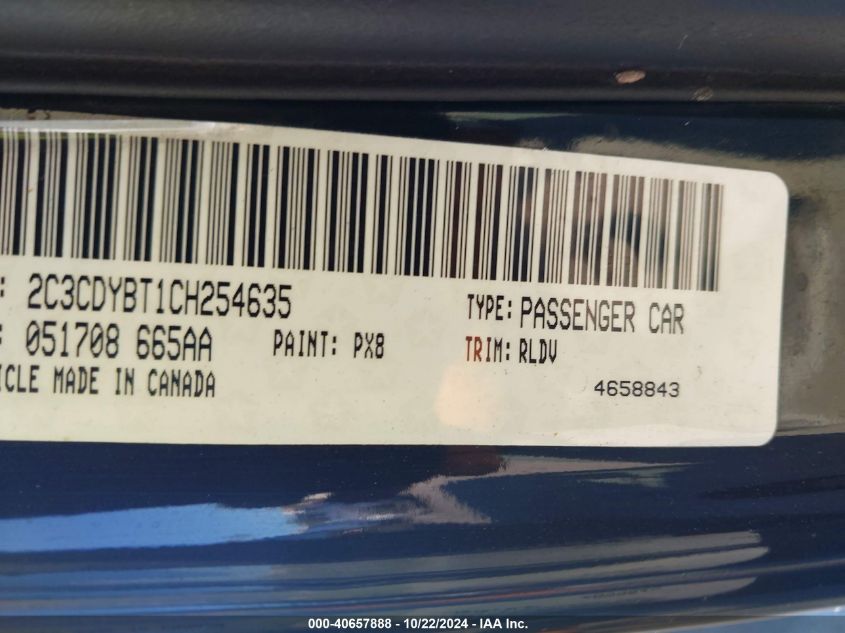 : 2C3CDYBT1CH254635 TYPE: PASSENGER CAR
: 051708 665AA PAINT: PX8 TRIM: RLDV
ICLE MADE IN CANADA 4658843
000-40657888 - 10/22/2024 - IAA Inc.